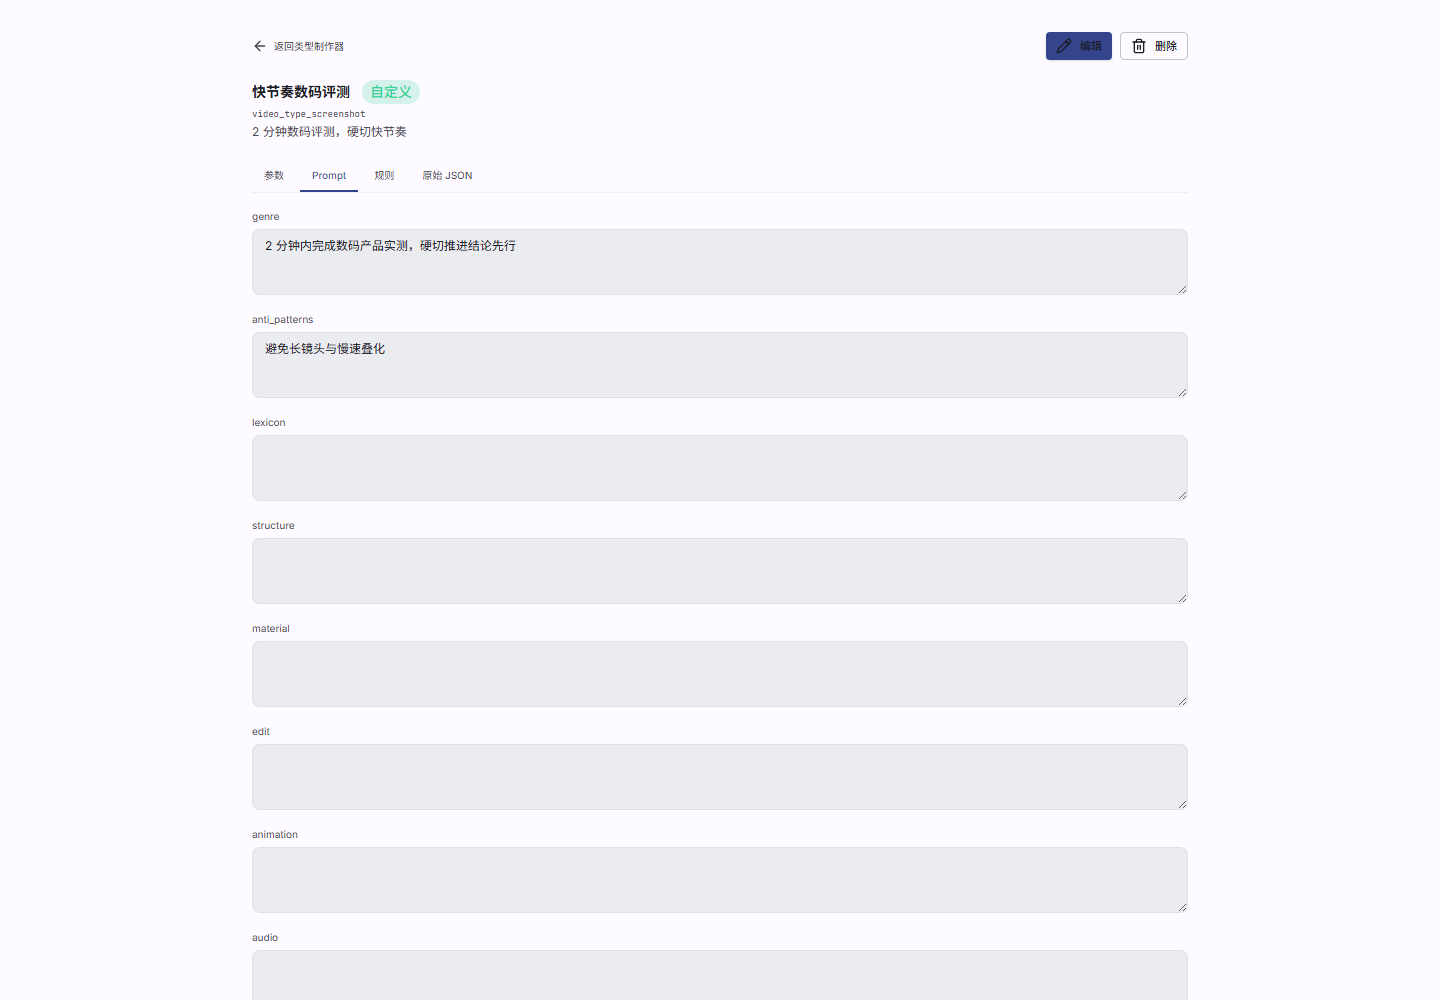 返回类型制作器
编辑
删除
快节奏数码评测 自定义
video_type_screenshot
2 分钟数码评测，硬切快节奏
参数 Prompt 规则 原始 JSON
genre
2 分钟内完成数码产品实测，硬切推进结论先行
anti_patterns
避免长镜头与慢速叠化
lexicon
structure
material
edit
animation
audio